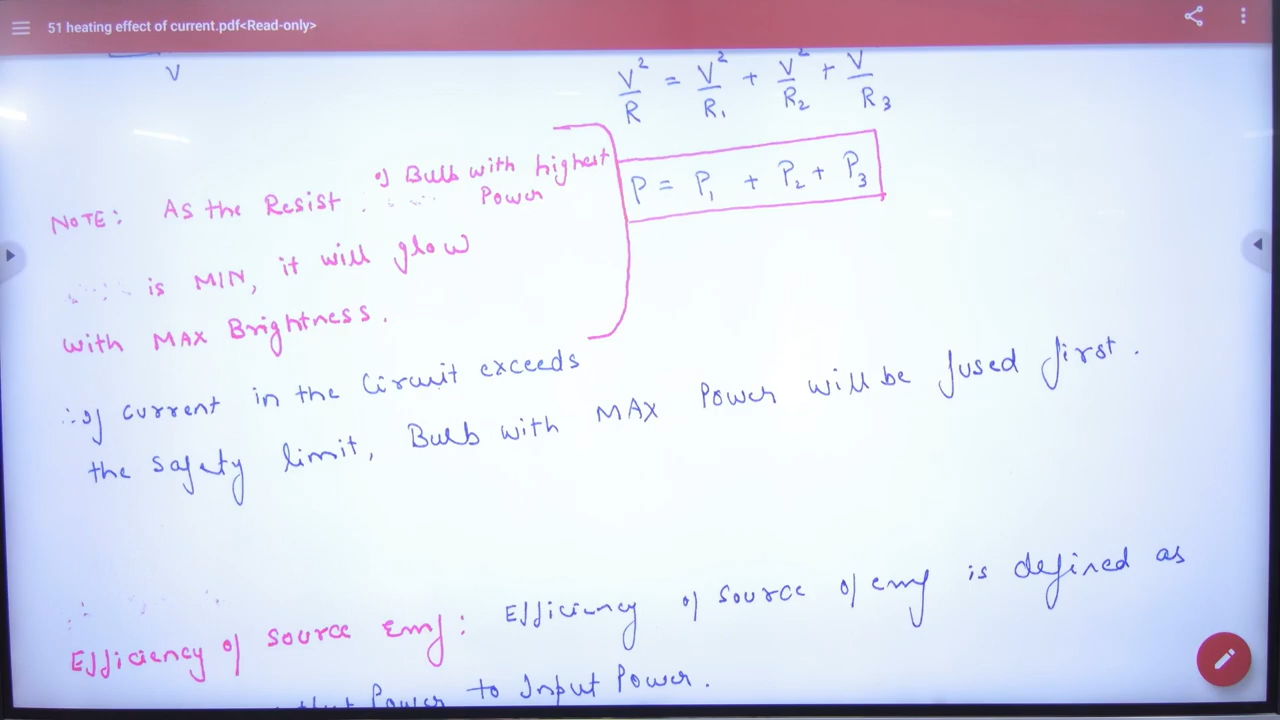 51 heating effect of current.pdf<Read-only>
V
V² / R = V² / R₁ + V² / R₂ + V / R₃
P = P₁ + P₂ + P₃
NOTE: As the Resist. of Bulb with highest Power
is MIN, it will glow
with MAX Brightness.
∴ If current in the Circuit exceeds
the safety limit, Bulb with MAX Power will be fused first.
Efficiency of source Emf: Efficiency of source of emf is defined as
Power to Input Power.